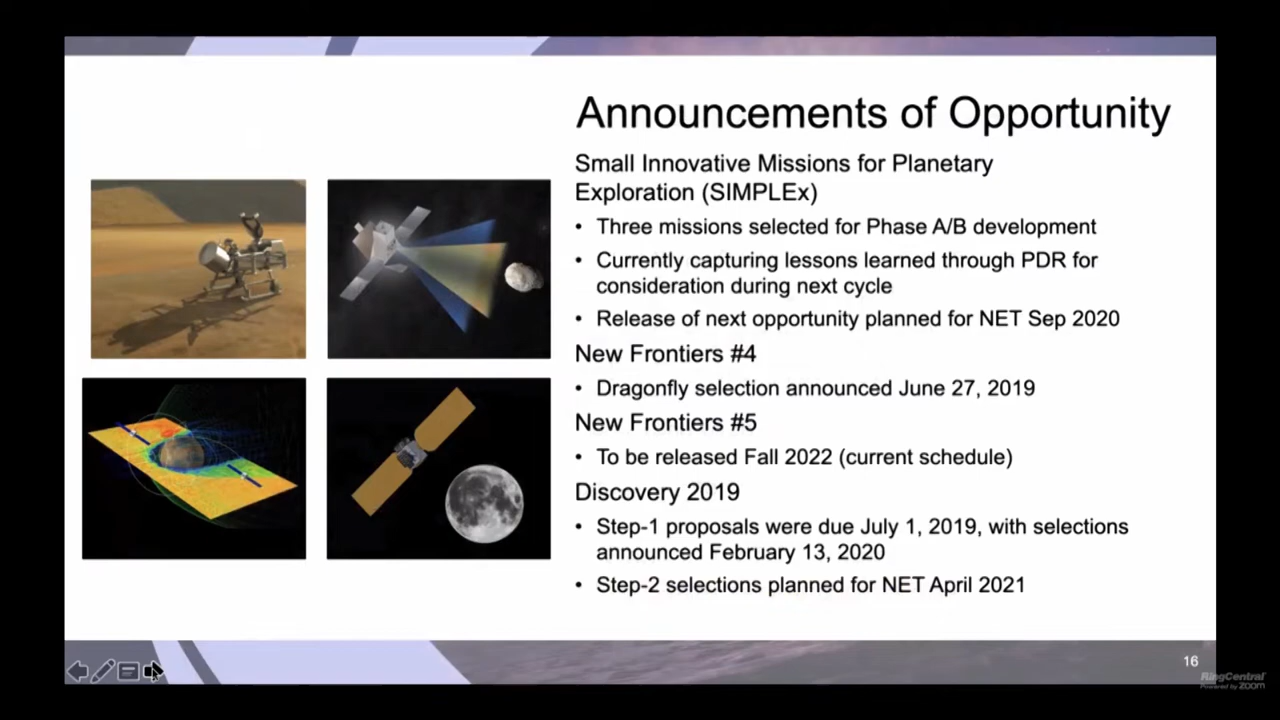 Announcements of Opportunity
Small Innovative Missions for Planetary
Exploration (SIMPLEx)
• Three missions selected for Phase A/B development
• Currently capturing lessons learned through PDR for
consideration during next cycle
• Release of next opportunity planned for NET Sep 2020
New Frontiers #4
• Dragonfly selection announced June 27, 2019
New Frontiers #5
• To be released Fall 2022 (current schedule)
Discovery 2019
• Step-1 proposals were due July 1, 2019, with selections
announced February 13, 2020
• Step-2 selections planned for NET April 2021
16
RingCentral
Powered by zoom